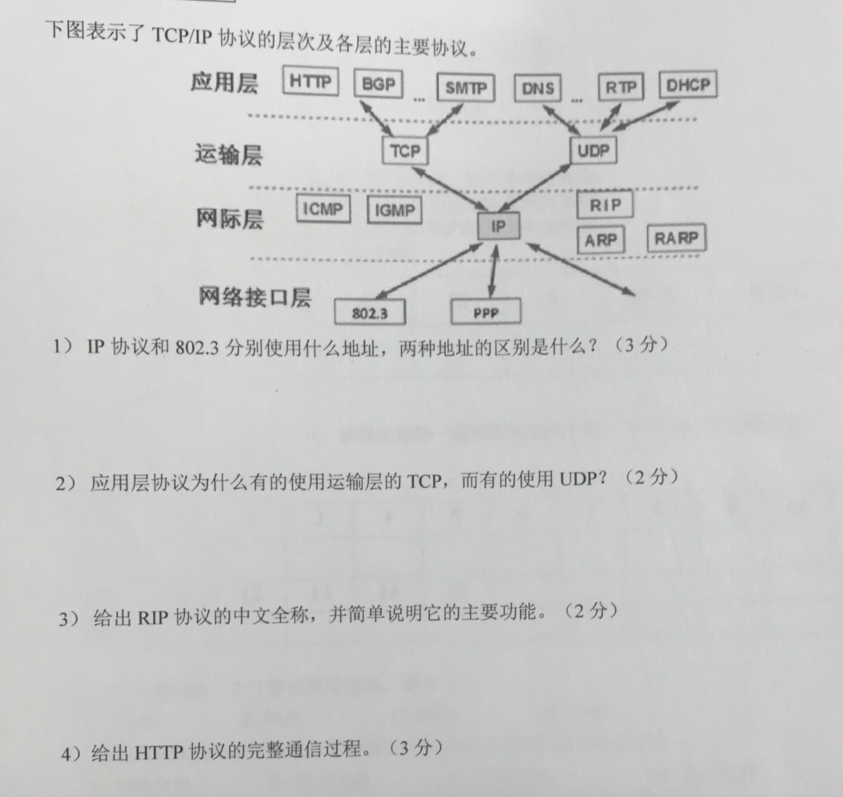 下图表示了 TCP/IP 协议的层次及各层的主要协议。
应用层 HTTP BGP ... SMTP DNS ... RTP DHCP
运输层 TCP UDP
网际层 ICMP IGMP IP RIP
ARP RARP
网络接口层 802.3 PPP
1） IP 协议和 802.3 分别使用什么地址，两种地址的区别是什么？（3 分）
2） 应用层协议为什么有的使用运输层的 TCP，而有的使用 UDP？（2 分）
3） 给出 RIP 协议的中文全称，并简单说明它的主要功能。（2 分）
4）给出 HTTP 协议的完整通信过程。（3 分）